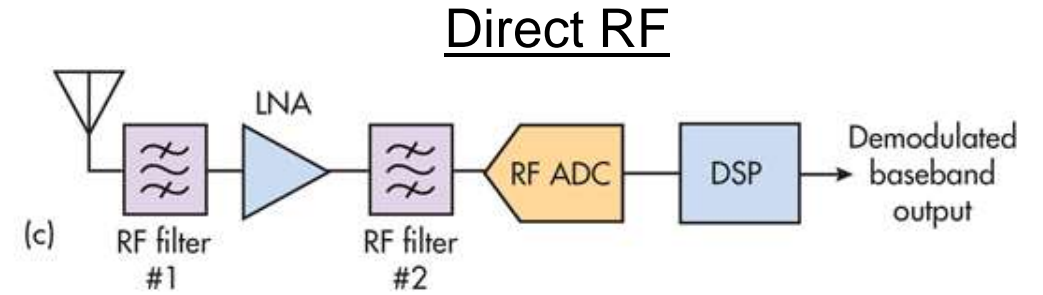 Direct RF
LNA
RF ADC
DSP
Demodulated
baseband
output
(c)
RF filter
#1
RF filter
#2